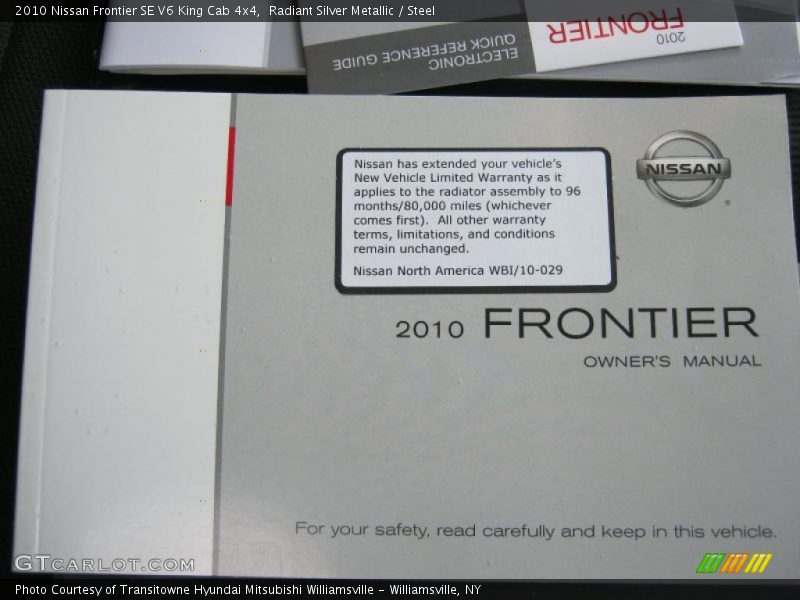 2010 Nissan Frontier SE V6 King Cab 4x4,  Radiant Silver Metallic / Steel
ELECTRONIC
QUICK REFERENCE GUIDE
2010
FRONTIER
Nissan has extended your vehicle's
New Vehicle Limited Warranty as it
applies to the radiator assembly to 96
months/80,000 miles (whichever
comes first).  All other warranty
terms, limitations, and conditions
remain unchanged.
Nissan North America WBI/10-029
NISSAN
2010 FRONTIER
OWNER'S MANUAL
For your safety, read carefully and keep in this vehicle.
GTCARLOT.COM
Photo Courtesy of Transitowne Hyundai Mitsubishi Williamsville – Williamsville, NY